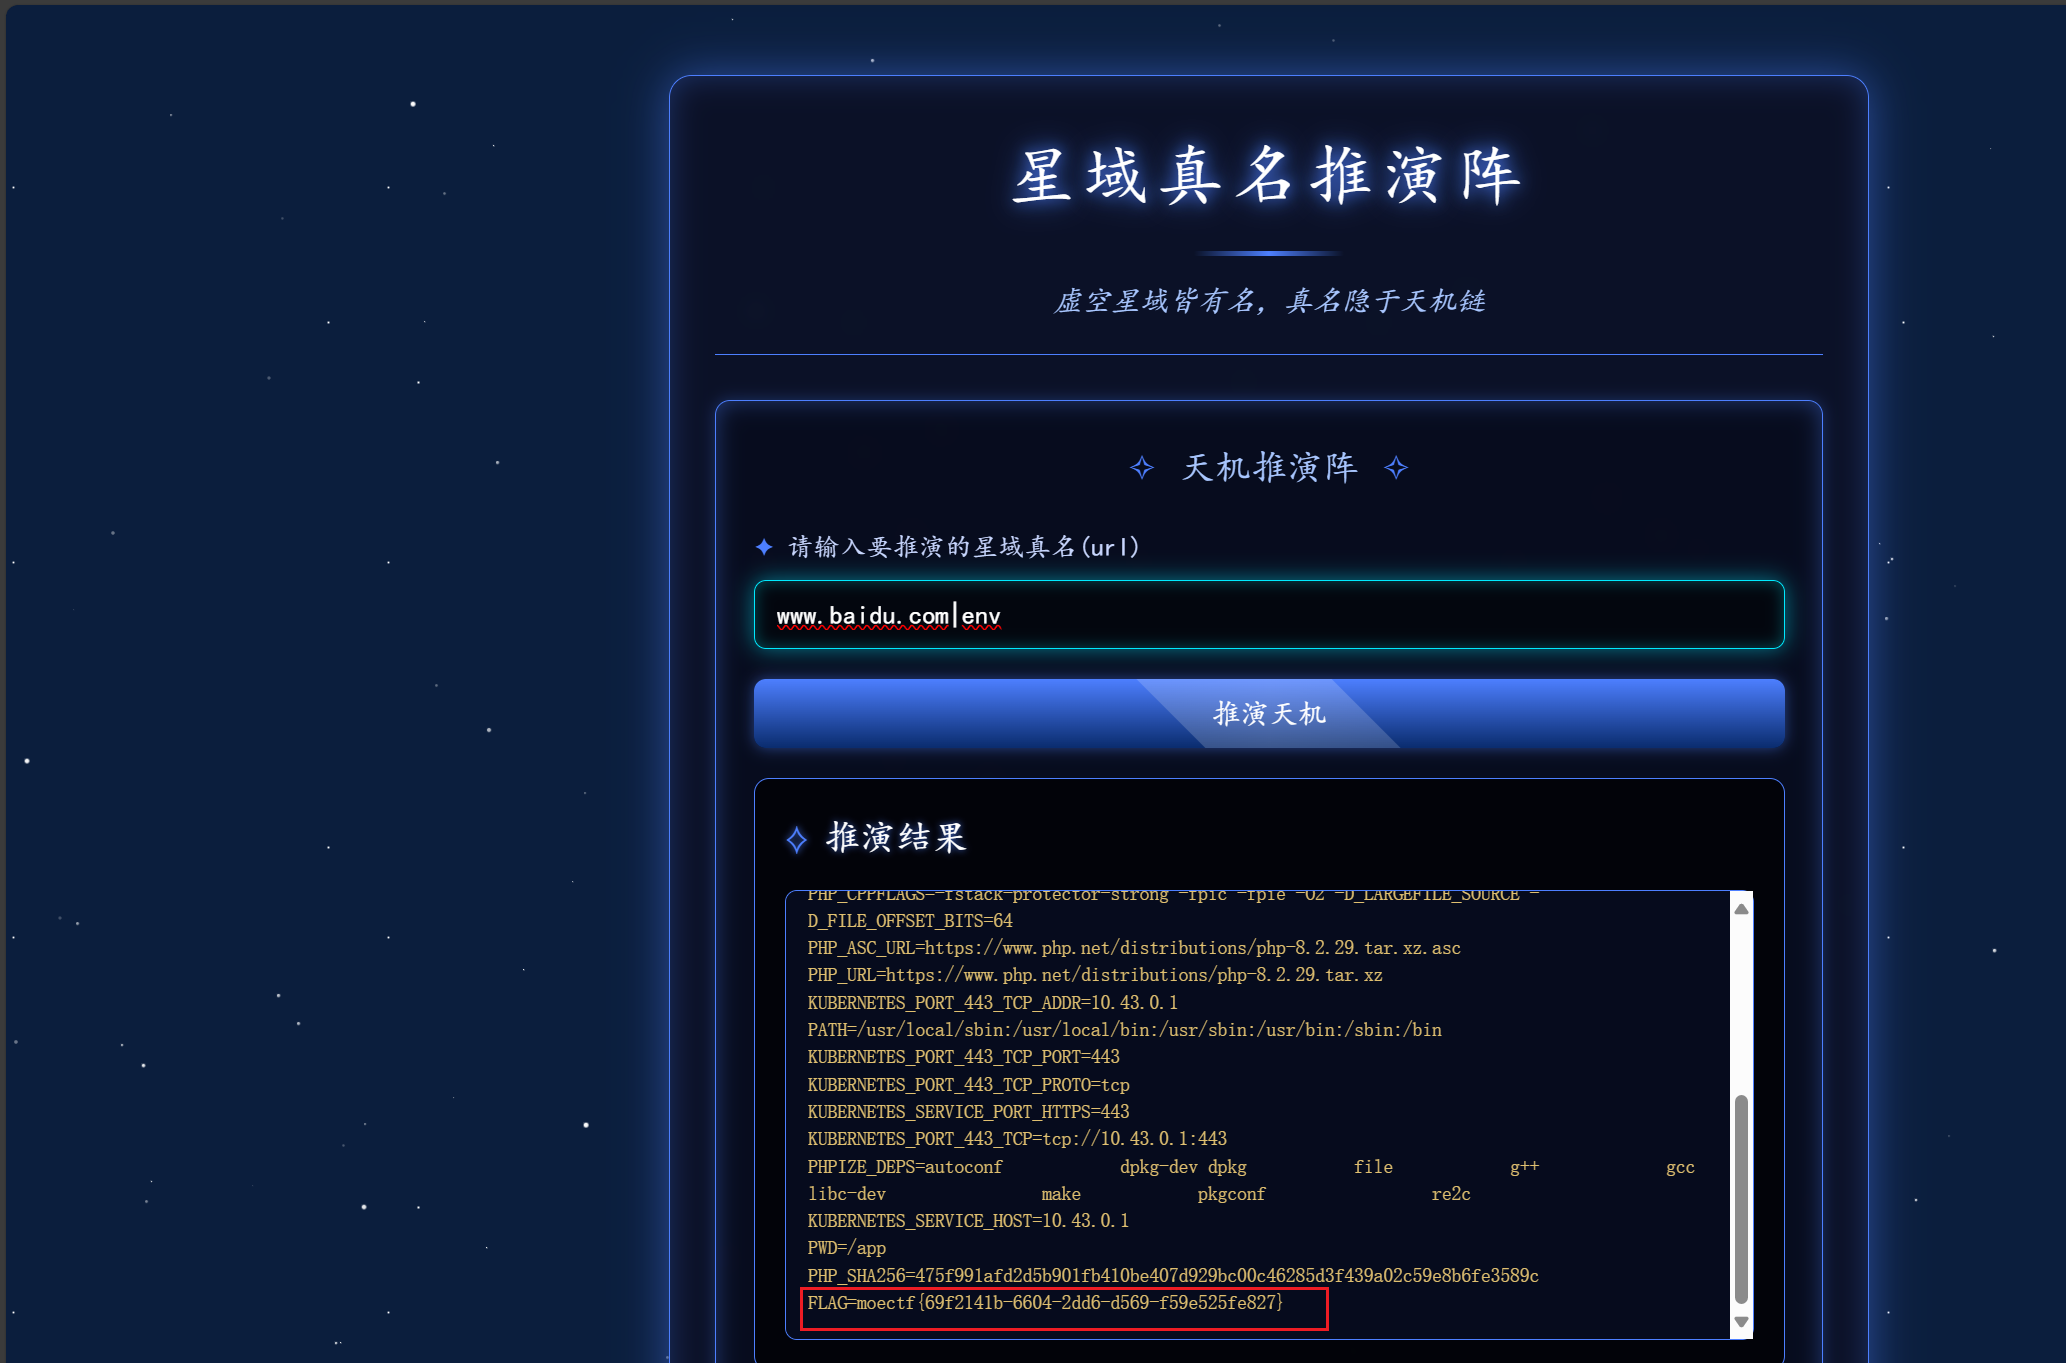 星域真名推演阵
虚空星域皆有名，真名隐于天机链
✧ 天机推演阵 ✧
✦ 请输入要推演的星域真名(url)
www.baidu.com|env
推演天机
✧ 推演结果
PHP_CPPFLAGS=-fstack-protector-strong -fpic -fpie -O2 -D_LARGEFILE_SOURCE -
D_FILE_OFFSET_BITS=64
PHP_ASC_URL=https://www.php.net/distributions/php-8.2.29.tar.xz.asc
PHP_URL=https://www.php.net/distributions/php-8.2.29.tar.xz
KUBERNETES_PORT_443_TCP_ADDR=10.43.0.1
PATH=/usr/local/sbin:/usr/local/bin:/usr/sbin:/usr/bin:/sbin:/bin
KUBERNETES_PORT_443_TCP_PORT=443
KUBERNETES_PORT_443_TCP_PROTO=tcp
KUBERNETES_SERVICE_PORT_HTTPS=443
KUBERNETES_PORT_443_TCP=tcp://10.43.0.1:443
PHPIZE_DEPS=autoconf dpkg-dev dpkg file g++ gcc
libc-dev make pkgconf re2c
KUBERNETES_SERVICE_HOST=10.43.0.1
PWD=/app
PHP_SHA256=475f991afd2d5b901fb410be407d929bc00c46285d3f439a02c59e8b6fe3589c
FLAG=moectf{69f2141b-6604-2dd6-d569-f59e525fe827}